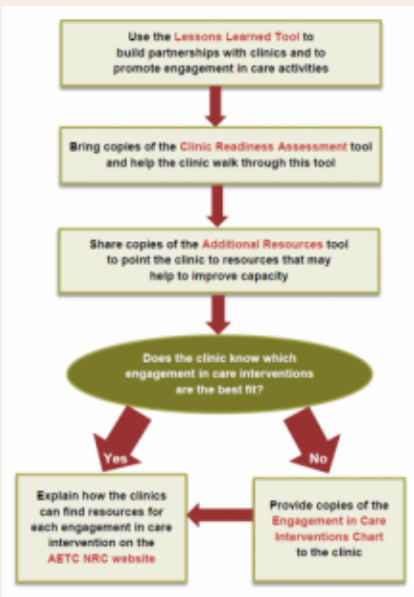 Use the Lessons Learned Tool to
build partnerships with clinics and to
promote engagement in care activities
Bring copies of the Clinic Readiness Assessment tool
and help the clinic walk through this tool
Share copies of the Additional Resources tool
to point the clinic to resources that may
help to improve capacity
Does the clinic know which
engagement in care interventions
are the best fit?
Yes
No
Explain how the clinics
can find resources for
each engagement in care
intervention on the
AETC NRC website
Provide copies of the
Engagement in Care
Interventions Chart
to the clinic